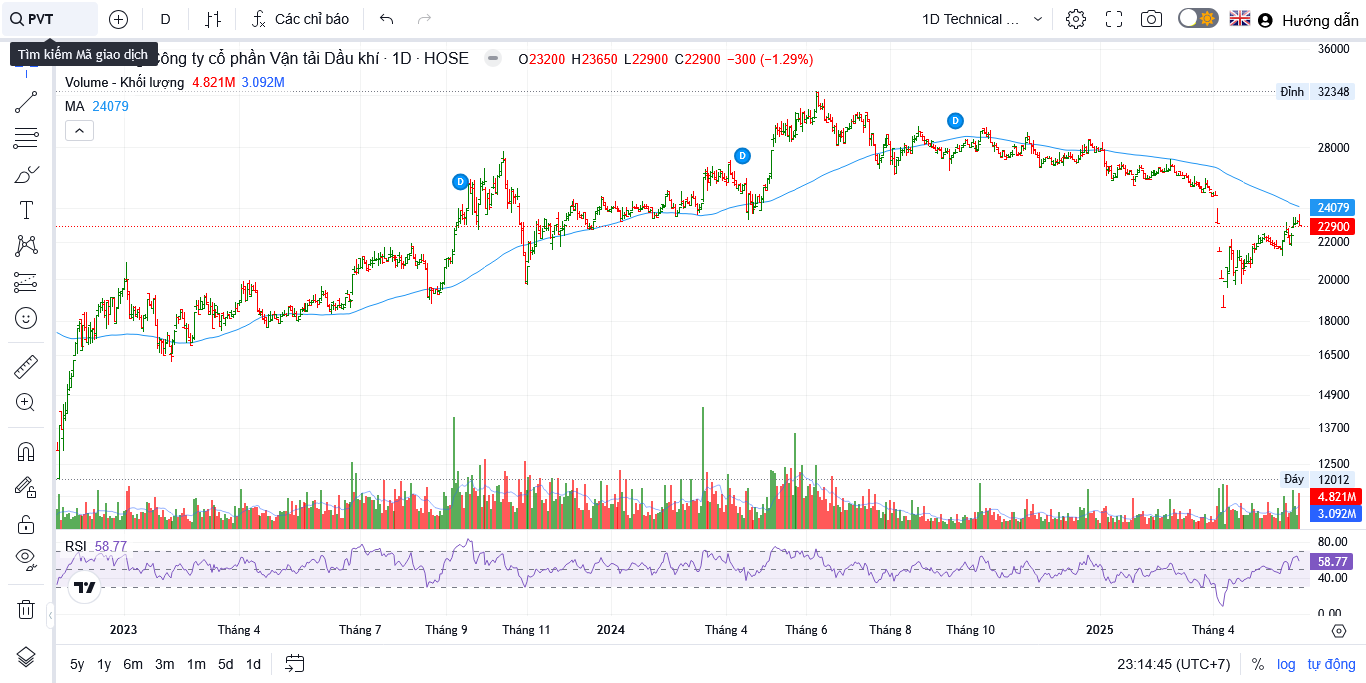 PVT
D
Các chỉ báo
1D Technical ...
Hướng dẫn
Tìm kiếm Mã giao dịch
Công ty cổ phần Vận tải Dầu khí · 1D · HOSE
O23200 H23650 L22900 C22900 −300 (−1.29%)
Volume - Khối lượng 4.821M 3.092M
MA 24079
D
D
D
36000
Đỉnh 32348
28000
24079
22900
22000
20000
18000
16500
14900
13700
12500
Đáy 12012
4.821M
3.092M
RSI 58.77
80.00
58.77
40.00
0.00
2023 Tháng 4 Tháng 7 Tháng 9 Tháng 11 2024 Tháng 4 Tháng 6 Tháng 8 Tháng 10 2025 Tháng 4
5y 1y 6m 3m 1m 5d 1d
23:14:45 (UTC+7) % log tự động